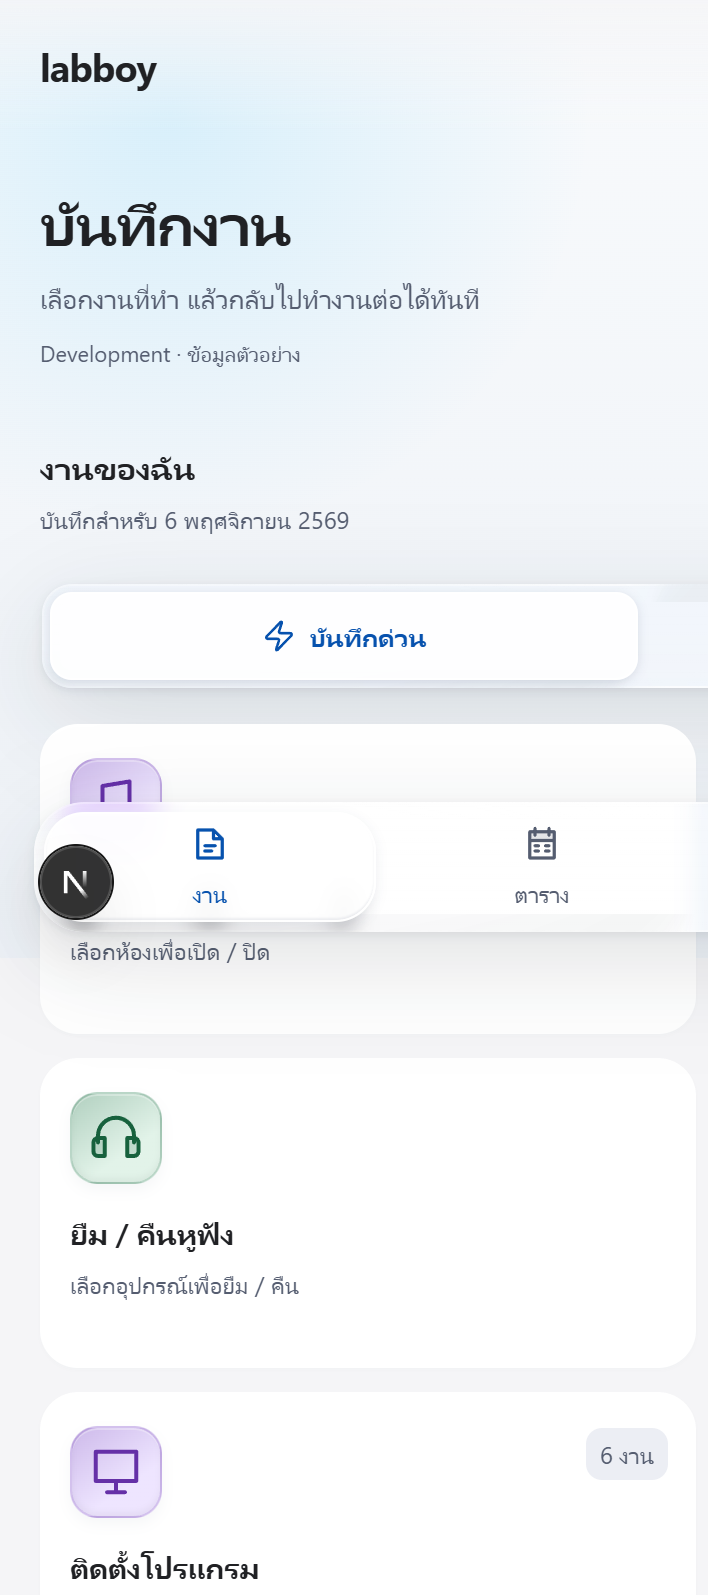 labboy
บันทึกงาน
เลือกงานที่ทำ แล้วกลับไปทำงานต่อได้ทันที
Development · ข้อมูลตัวอย่าง
งานของฉัน
บันทึกสำหรับ 6 พฤศจิกายน 2569
บันทึกด่วน
N
งาน
ตาราง
เลือกห้องเพื่อเปิด / ปิด
ยืม / คืนหูฟัง
เลือกอุปกรณ์เพื่อยืม / คืน
6 งาน
ติดตั้งโปรแกรม